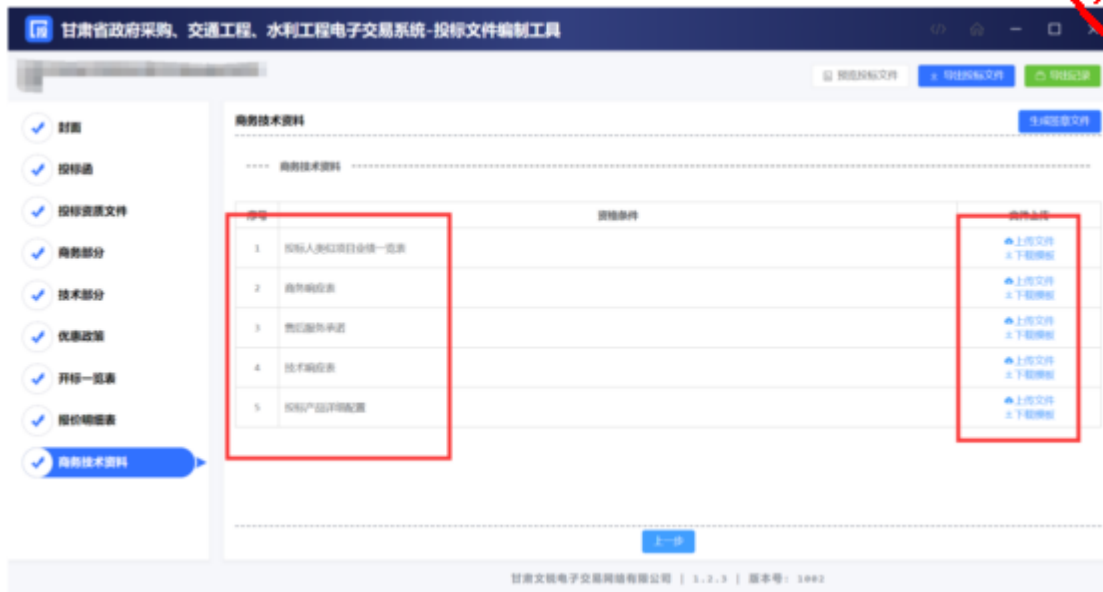 甘肃省政府采购、交通工程、水利工程电子交易系统-投标文件编制工具
预览投标文件 导出投标文件 导出记录
封面
投标函
投标资质文件
商务部分
技术部分
优惠政策
开标一览表
报价明细表
商务技术资料
商务技术资料 生成签章文件
商务技术资料
序号 资格条件 文件上传
1 投标人类似项目业绩一览表 上传文件 下载模板
2 商务响应表 上传文件 下载模板
3 售后服务承诺 上传文件 下载模板
4 技术响应表 上传文件 下载模板
5 投标产品详细配置 上传文件 下载模板
上一步
甘肃文锐电子交易网络有限公司 | 1.2.3 | 版本号: 1002